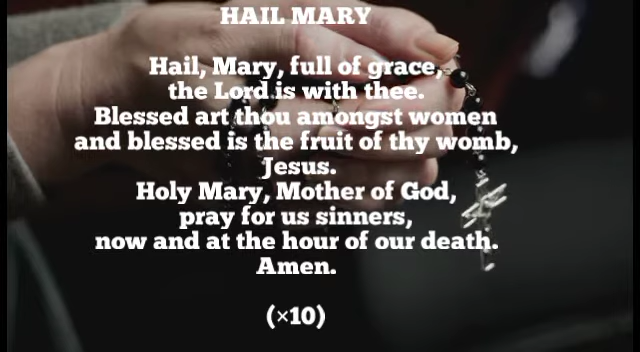 HAIL MARY
Hail, Mary, full of grace,
the Lord is with thee.
Blessed art thou amongst women
and blessed is the fruit of thy womb,
Jesus.
Holy Mary, Mother of God,
pray for us sinners,
now and at the hour of our death.
Amen.
(×10)